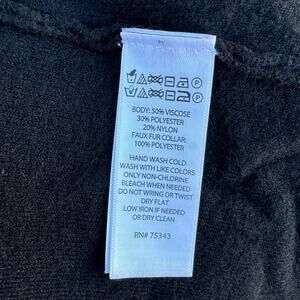 BODY: 50% VISCOSE
30% POLYESTER
20% NYLON
FAUX FUR COLLAR:
100% POLYESTER
HAND WASH COLD
WASH WITH LIKE COLORS
ONLY NON-CHLORINE
BLEACH WHEN NEEDED
DO NOT WRING OR TWIST
DRY FLAT
LOW IRON IF NEEDED
OR DRY CLEAN
RN# 75343